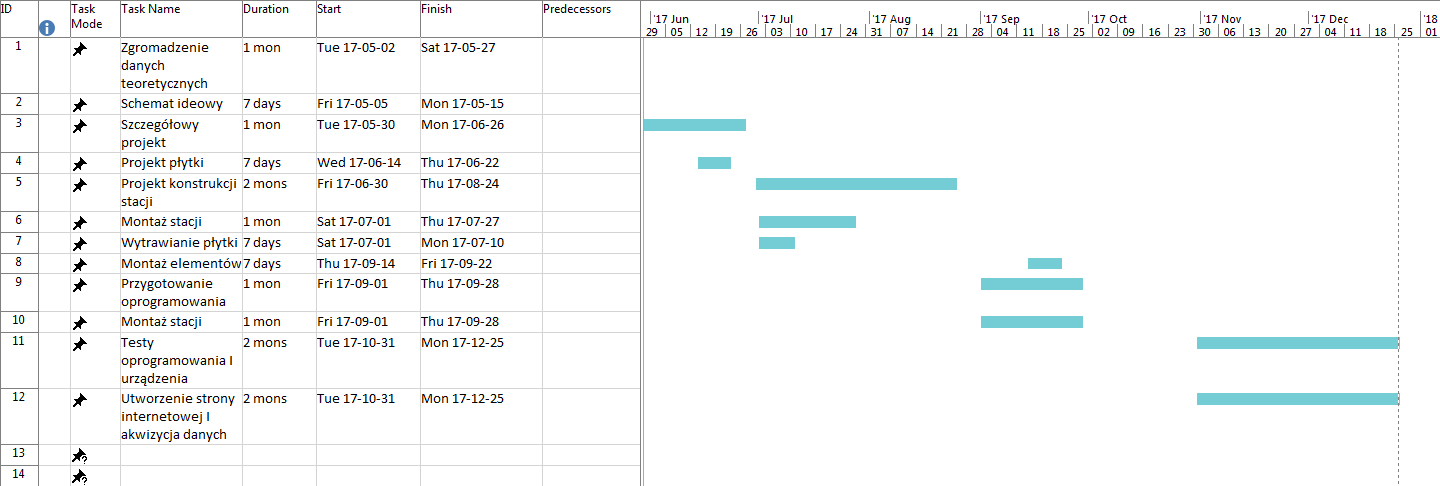 ID Task Mode Task Name Duration Start Finish Predecessors
'17 Jun '17 Jul '17 Aug '17 Sep '17 Oct '17 Nov '17 Dec '18
29 05 12 19 26 03 10 17 24 31 07 14 21 28 04 11 18 25 02 09 16 23 30 06 13 20 27 04 11 18 25 01
1 Zgromadzenie 1 mon Tue 17-05-02 Sat 17-05-27
danych
teoretycznych
2 Schemat ideowy 7 days Fri 17-05-05 Mon 17-05-15
3 Szczegółowy 1 mon Tue 17-05-30 Mon 17-06-26
projekt
4 Projekt płytki 7 days Wed 17-06-14 Thu 17-06-22
5 Projekt konstrukcji 2 mons Fri 17-06-30 Thu 17-08-24
stacji
6 Montaż stacji 1 mon Sat 17-07-01 Thu 17-07-27
7 Wytrawianie płytki 7 days Sat 17-07-01 Mon 17-07-10
8 Montaż elementów 7 days Thu 17-09-14 Fri 17-09-22
9 Przygotowanie 1 mon Fri 17-09-01 Thu 17-09-28
oprogramowania
10 Montaż stacji 1 mon Fri 17-09-01 Thu 17-09-28
11 Testy 2 mons Tue 17-10-31 Mon 17-12-25
oprogramowania I
urządzenia
12 Utworzenie strony 2 mons Tue 17-10-31 Mon 17-12-25
internetowej I
akwizycja danych
13
14